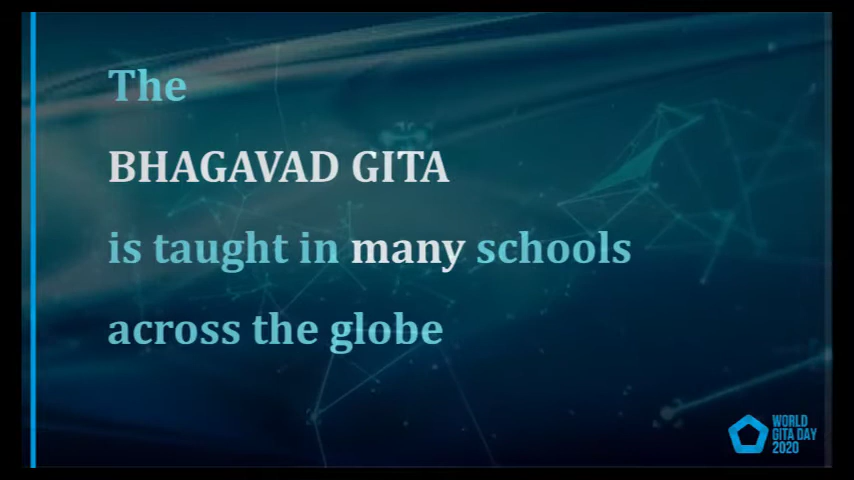 The
BHAGAVAD GITA
is taught in many schools
across the globe
WORLD
GITA DAY
2020